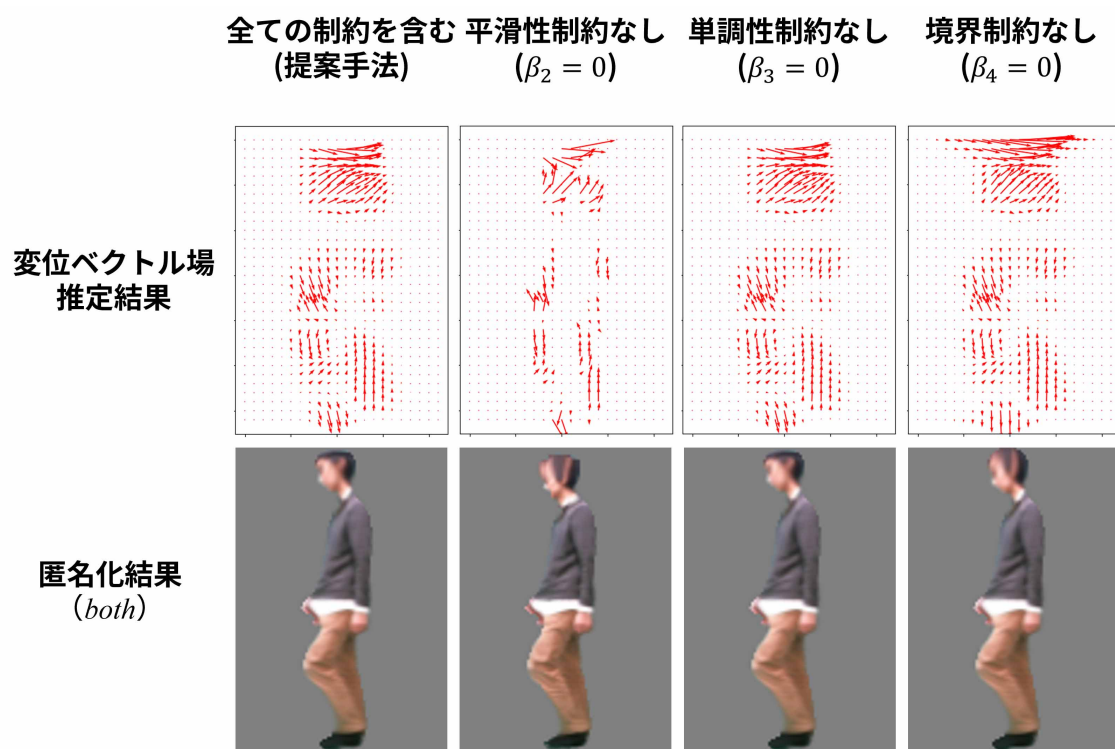 全ての制約を含む 平滑性制約なし 単調性制約なし 境界制約なし
(提案手法) (β₂ = 0) (β₃ = 0) (β₄ = 0)
変位ベクトル場
推定結果
匿名化結果
（both）